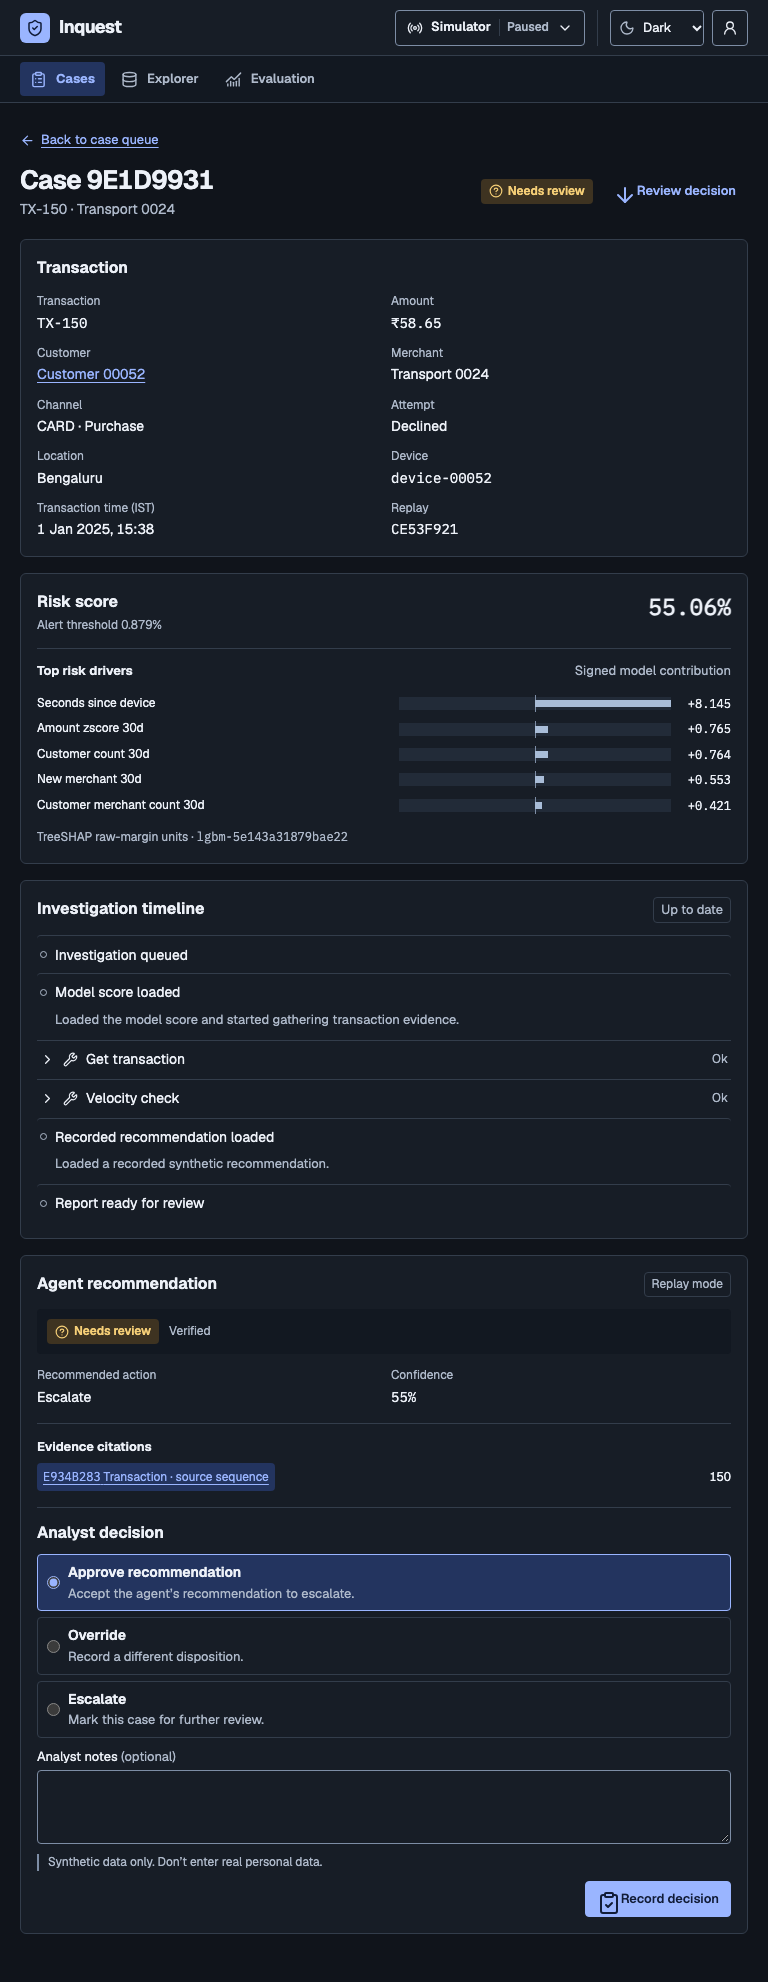 Inquest
Simulator Paused
Dark
Cases
Explorer
Evaluation
Back to case queue
Case 9E1D9931
TX-150 · Transport 0024
Needs review
Review decision
Transaction
Transaction
TX-150
Amount
₹58.65
Customer
Customer 00052
Merchant
Transport 0024
Channel
CARD · Purchase
Attempt
Declined
Location
Bengaluru
Device
device-00052
Transaction time (IST)
1 Jan 2025, 15:38
Replay
CE53F921
Risk score
Alert threshold 0.879%
55.06%
Top risk drivers
Signed model contribution
Seconds since device +8.145
Amount zscore 30d +0.765
Customer count 30d +0.764
New merchant 30d +0.553
Customer merchant count 30d +0.421
TreeSHAP raw-margin units · lgbm-5e143a31879bae22
Investigation timeline
Up to date
Investigation queued
Model score loaded
Loaded the model score and started gathering transaction evidence.
Get transaction Ok
Velocity check Ok
Recorded recommendation loaded
Loaded a recorded synthetic recommendation.
Report ready for review
Agent recommendation
Replay mode
Needs review Verified
Recommended action
Escalate
Confidence
55%
Evidence citations
E934B283 Transaction · source sequence 150
Analyst decision
Approve recommendation
Accept the agent's recommendation to escalate.
Override
Record a different disposition.
Escalate
Mark this case for further review.
Analyst notes (optional)
Synthetic data only. Don't enter real personal data.
Record decision